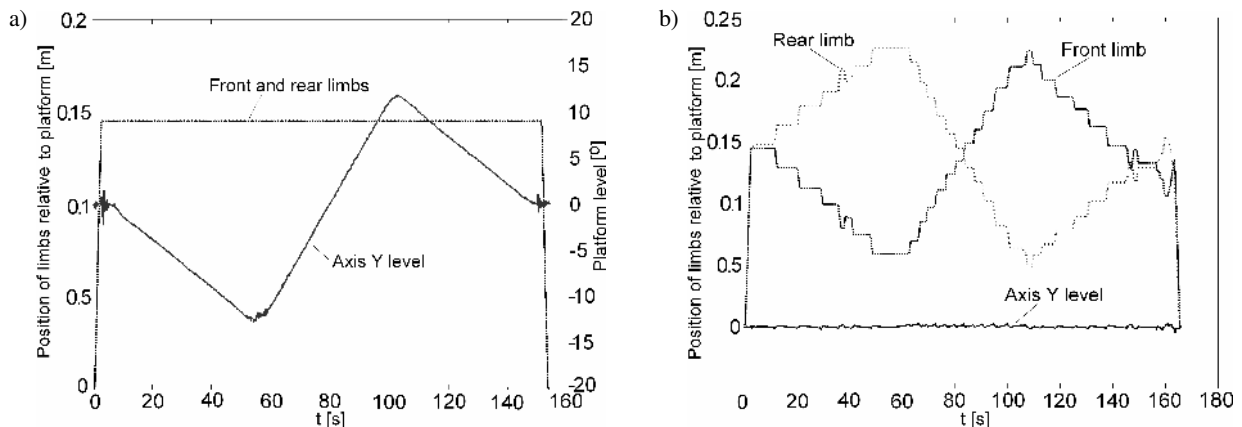 a)
Position of limbs relative to platform [m]
0.2
0.15
0.1
0.5
0
Front and rear limbs
Axis Y level
20
15
10
5
0
-5
-10
-15
-20
Platform level [º]
0 20 40 60 80 100 120 140 160
t [s]
b)
Position of limbs relative to platform [m]
0.25
0.2
0.15
0.1
0.5
0
Rear limb
Front limb
Axis Y level
0 20 40 60 80 100 120 140 160 180
t [s]